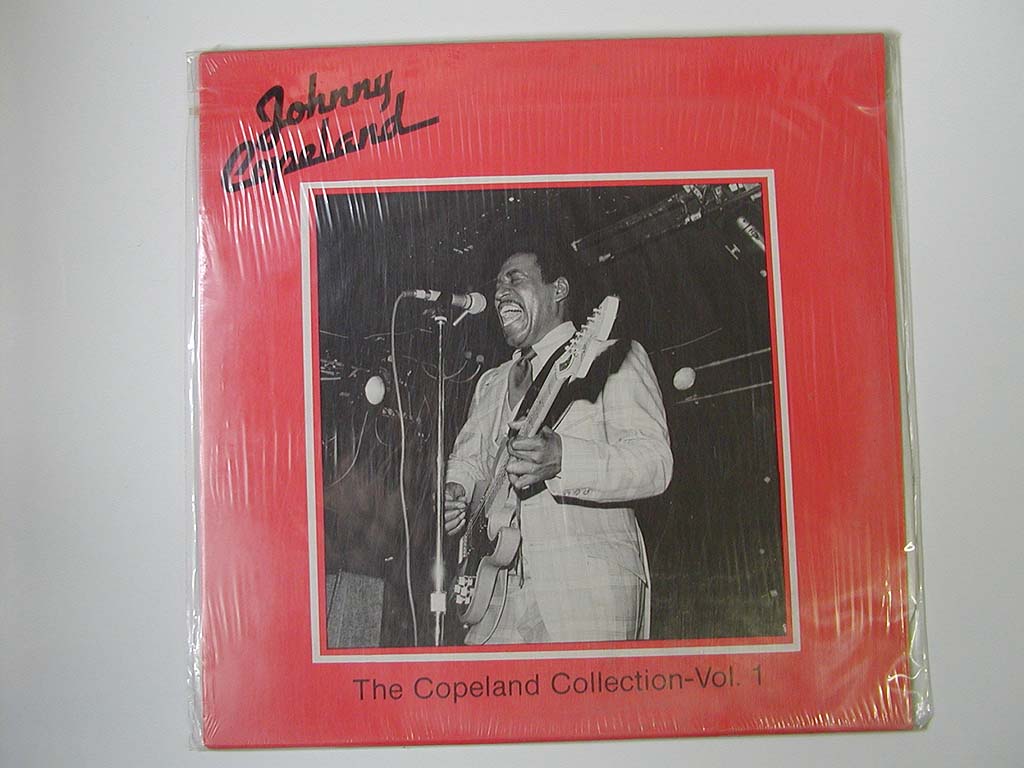 Johnny
Copeland
The Copeland Collection-Vol. 1